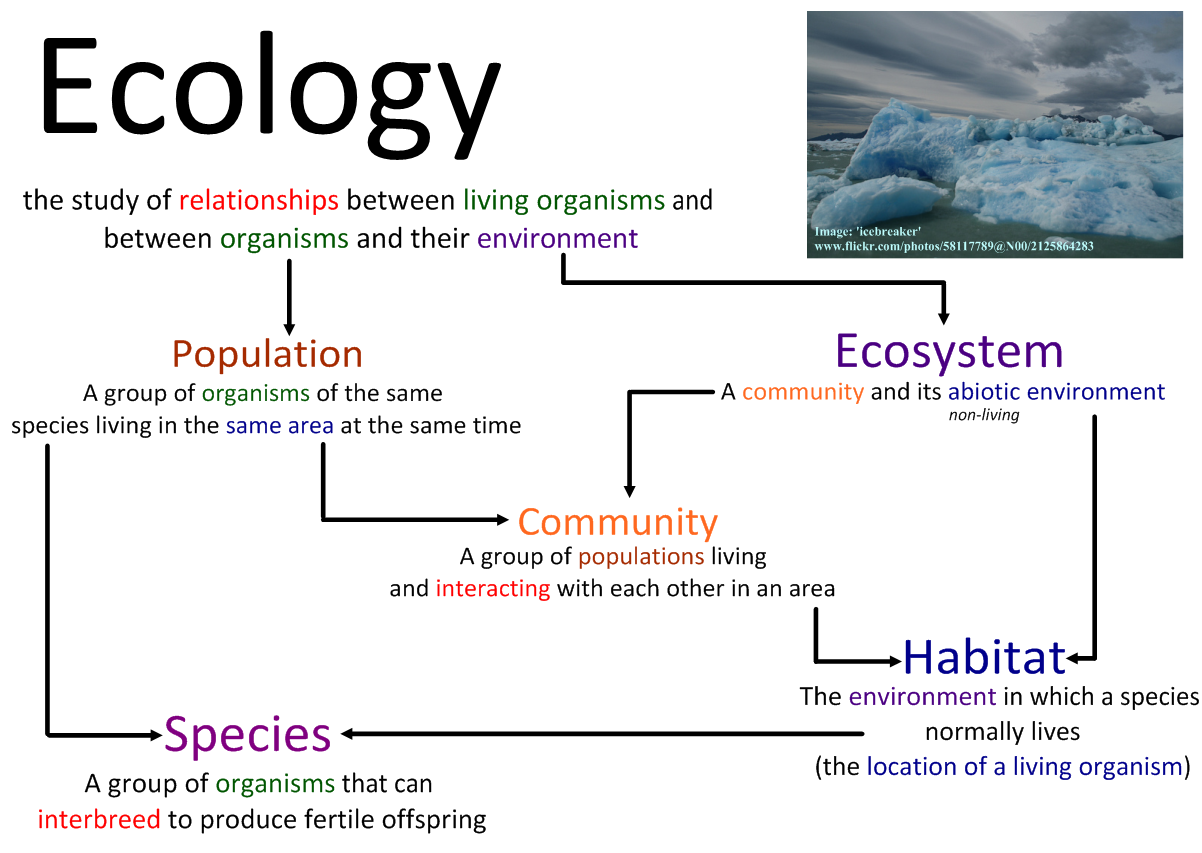 Ecology
the study of relationships between living organisms and
between organisms and their environment
Image: 'icebreaker'
www.flickr.com/photos/58117789@N00/2125864283
Population
A group of organisms of the same
species living in the same area at the same time
Ecosystem
A community and its abiotic environment
non-living
Community
A group of populations living
and interacting with each other in an area
Habitat
The environment in which a species
normally lives
(the location of a living organism)
Species
A group of organisms that can
interbreed to produce fertile offspring